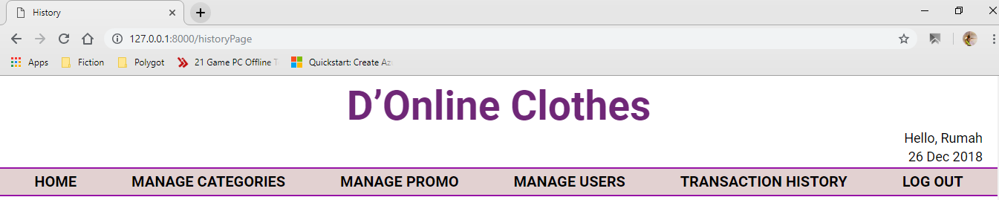 History
127.0.0.1:8000/historyPage
Apps Fiction Polygot 21 Game PC Offline Quickstart: Create
D’Online Clothes
Hello, Rumah
26 Dec 2018
HOME MANAGE CATEGORIES MANAGE PROMO MANAGE USERS TRANSACTION HISTORY LOG OUT